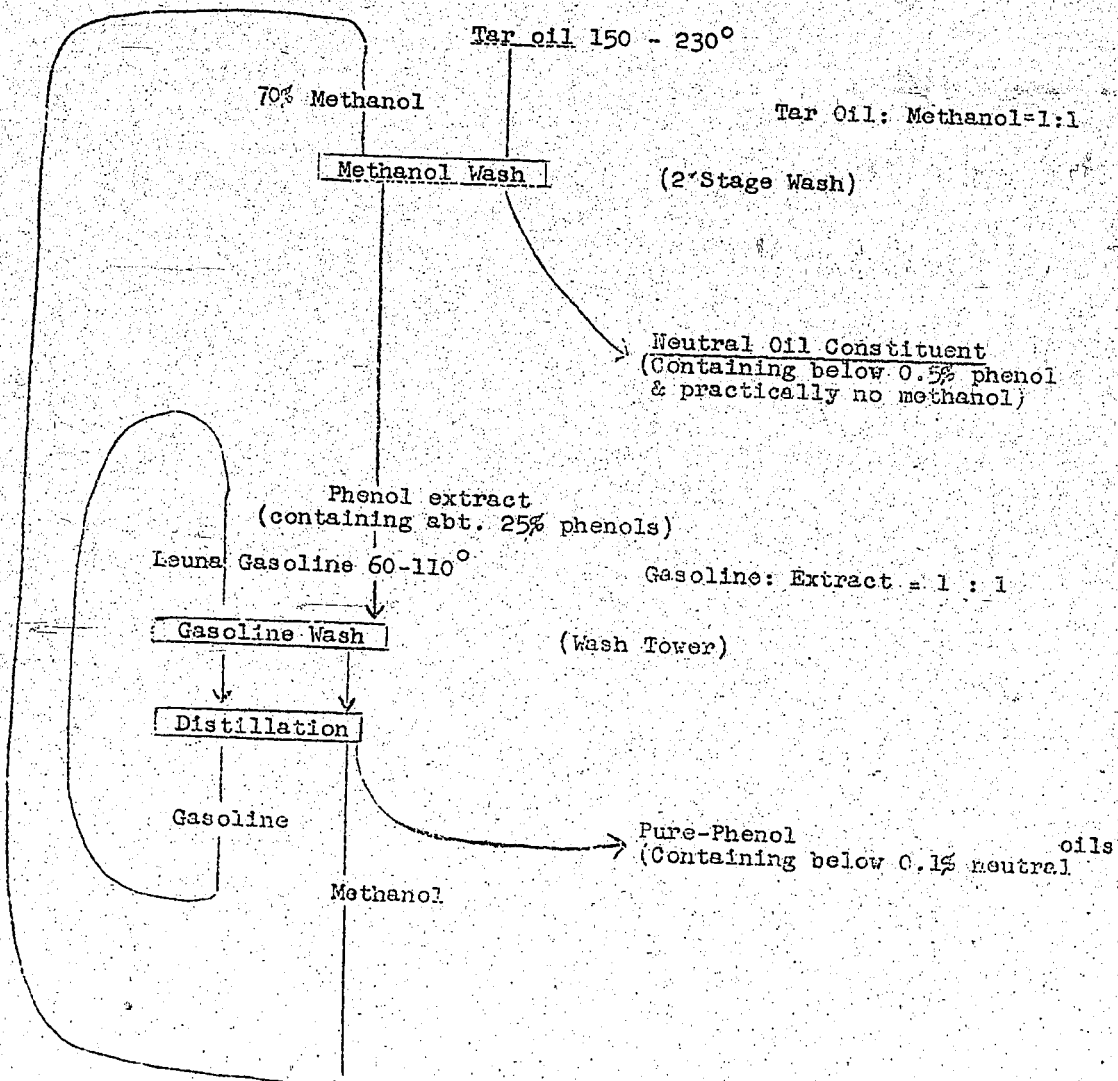 Tar oil 150 - 230°
70% Methanol
Tar Oil: Methanol=1:1
Methanol Wash
(2 Stage Wash)
Neutral Oil Constituent
(Containing below 0.5% phenol
& practically no methanol)
Phenol extract
(containing abt. 25% phenols)
Leuna Gasoline 60-110°
Gasoline: Extract = 1 : 1
Gasoline Wash
(Wash Tower)
Distillation
Gasoline
Pure-Phenol
oils
(Containing below 0.1% neutral
Methanol